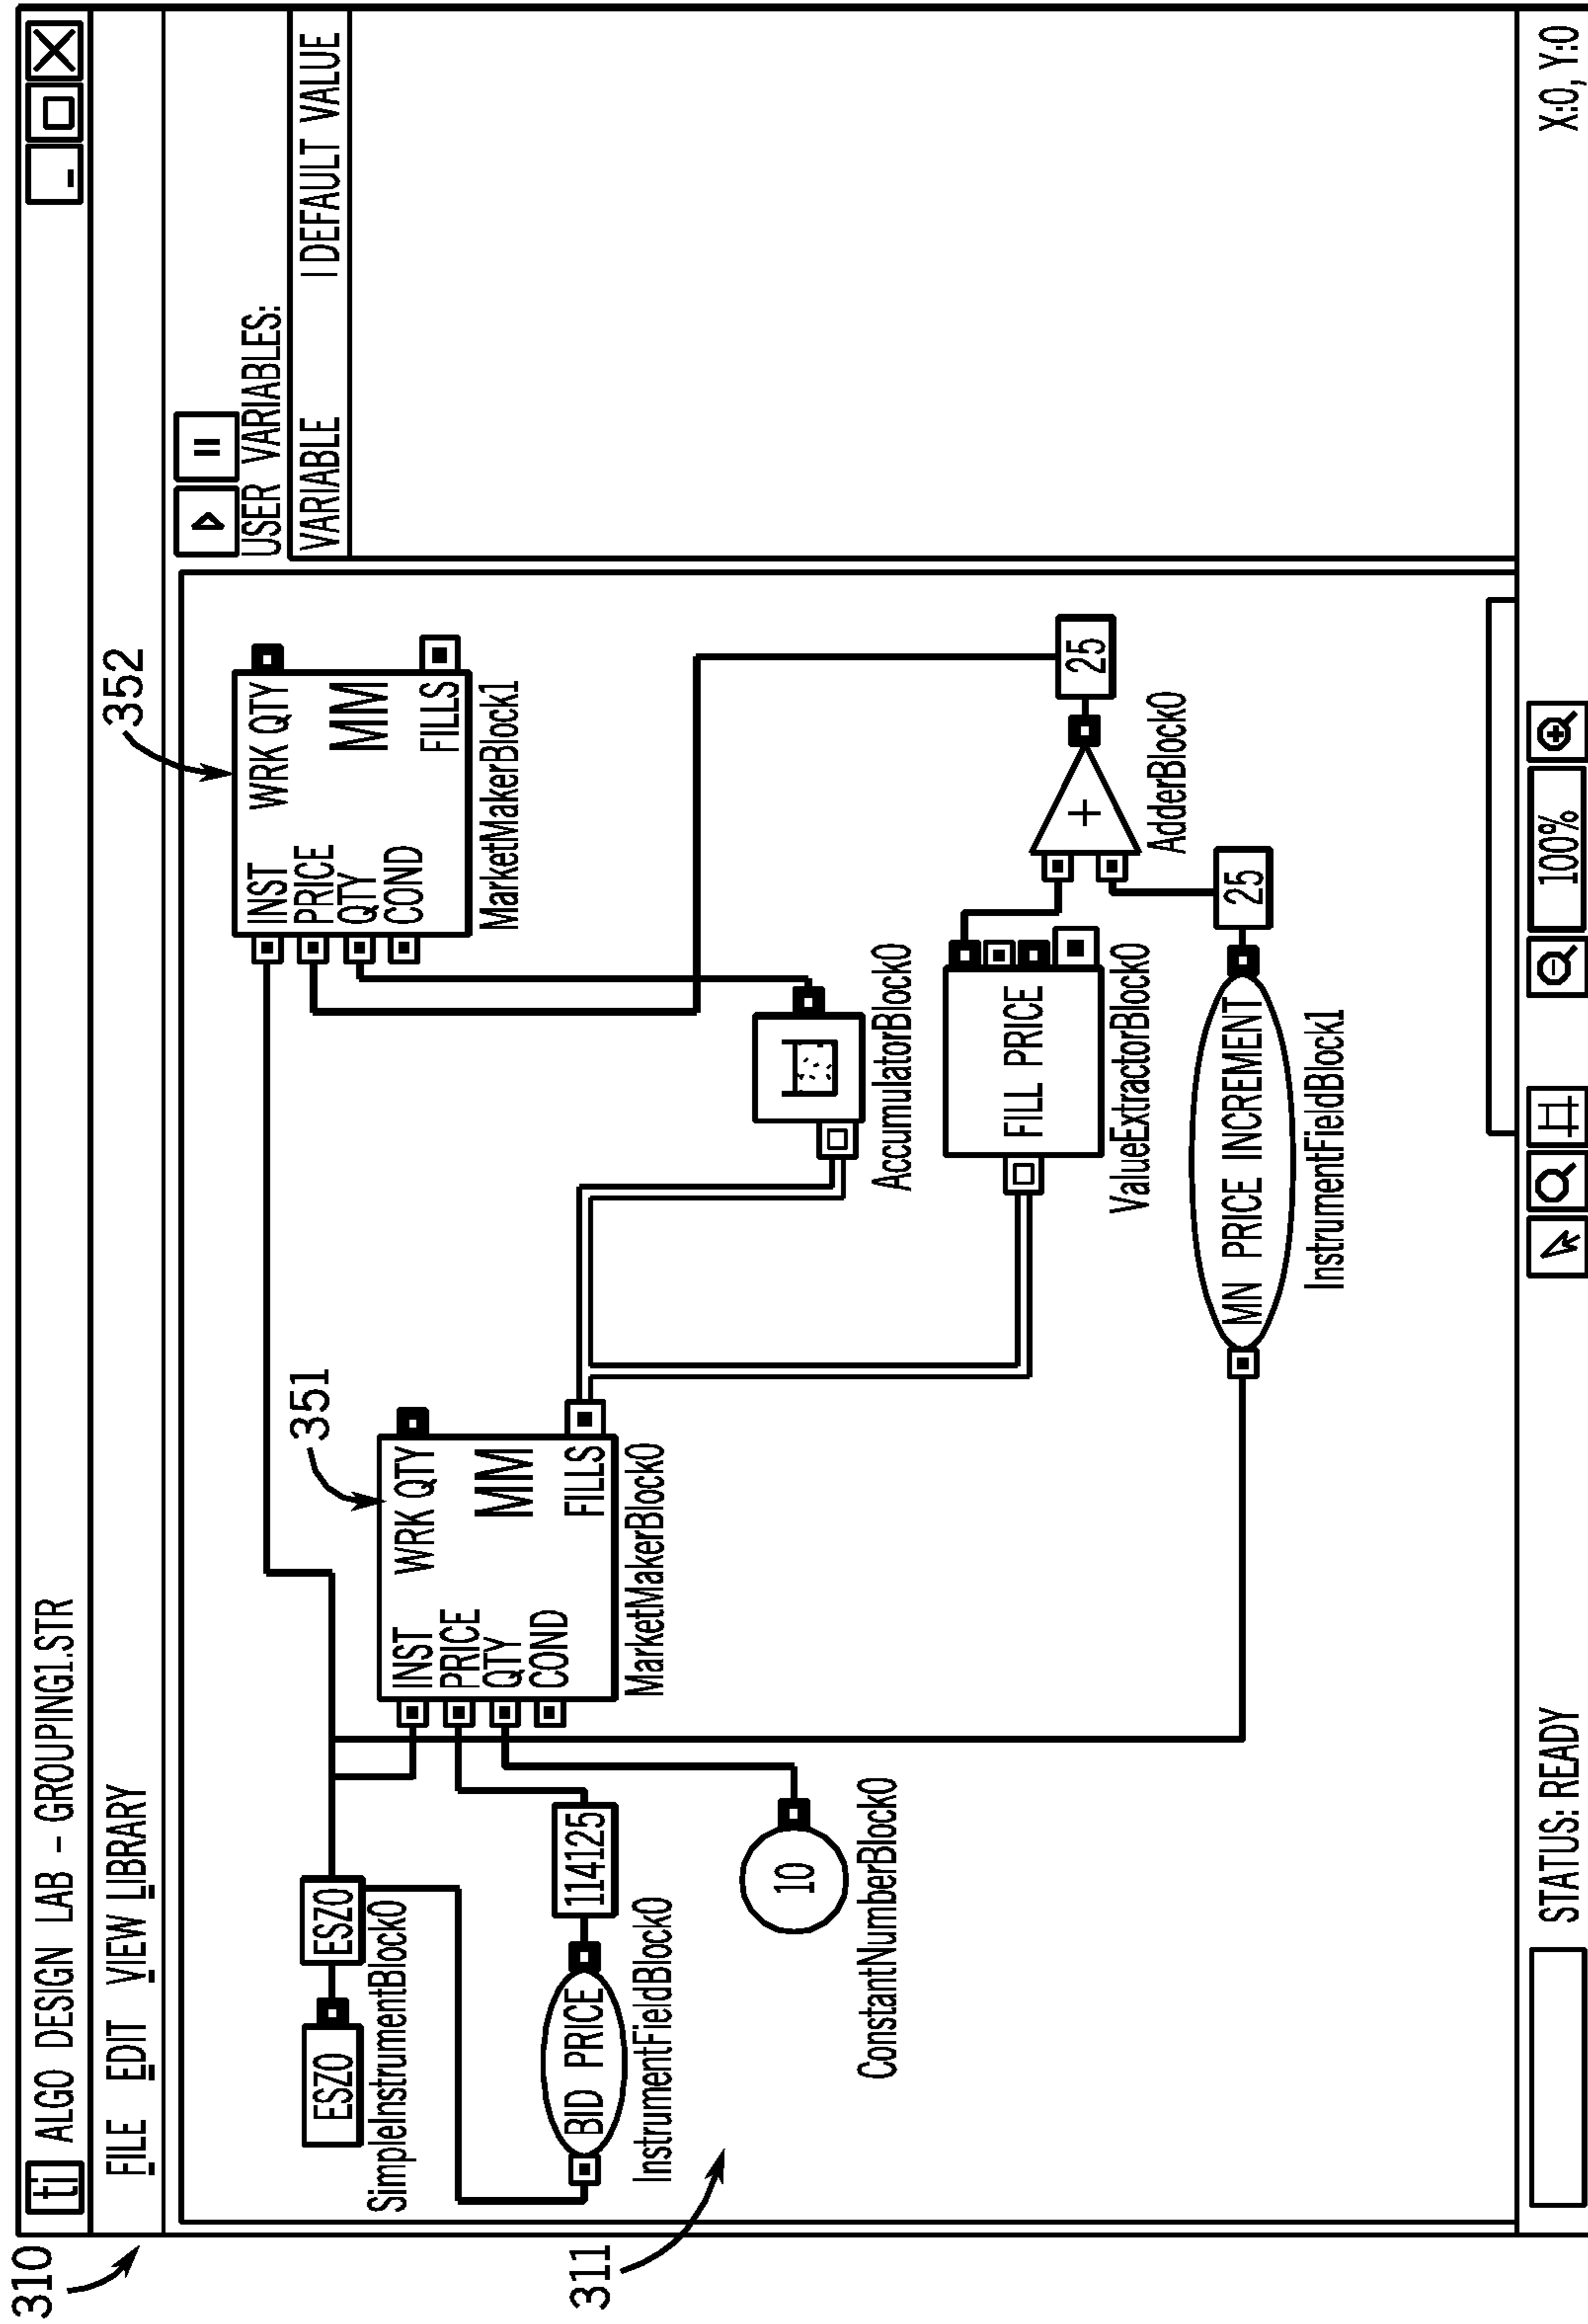 310
ti ALGO DESIGN LAB – GROUPING1.STR
FILE EDIT VIEW LIBRARY
352
USER VARIABLES:
VARIABLE | DEFAULT VALUE
INST WRK QTY
PRICE
QTY MM
COND
FILLS
MarketMakerBlock1
351
ESZ0 ESZ0
SimpleInstrumentBlock0
INST WRK QTY
PRICE
QTY MM
COND
FILLS
MarketMakerBlock0
BID PRICE 114125
InstrumentFieldBlock0
311
10
ConstantNumberBlock0
AccumulatorBlock0
FILL PRICE
ValueExtractorBlock0
+
25
AdderBlock0
MN PRICE INCREMENT 25
InstrumentFieldBlock1
STATUS: READY
100%
X:0, Y:0